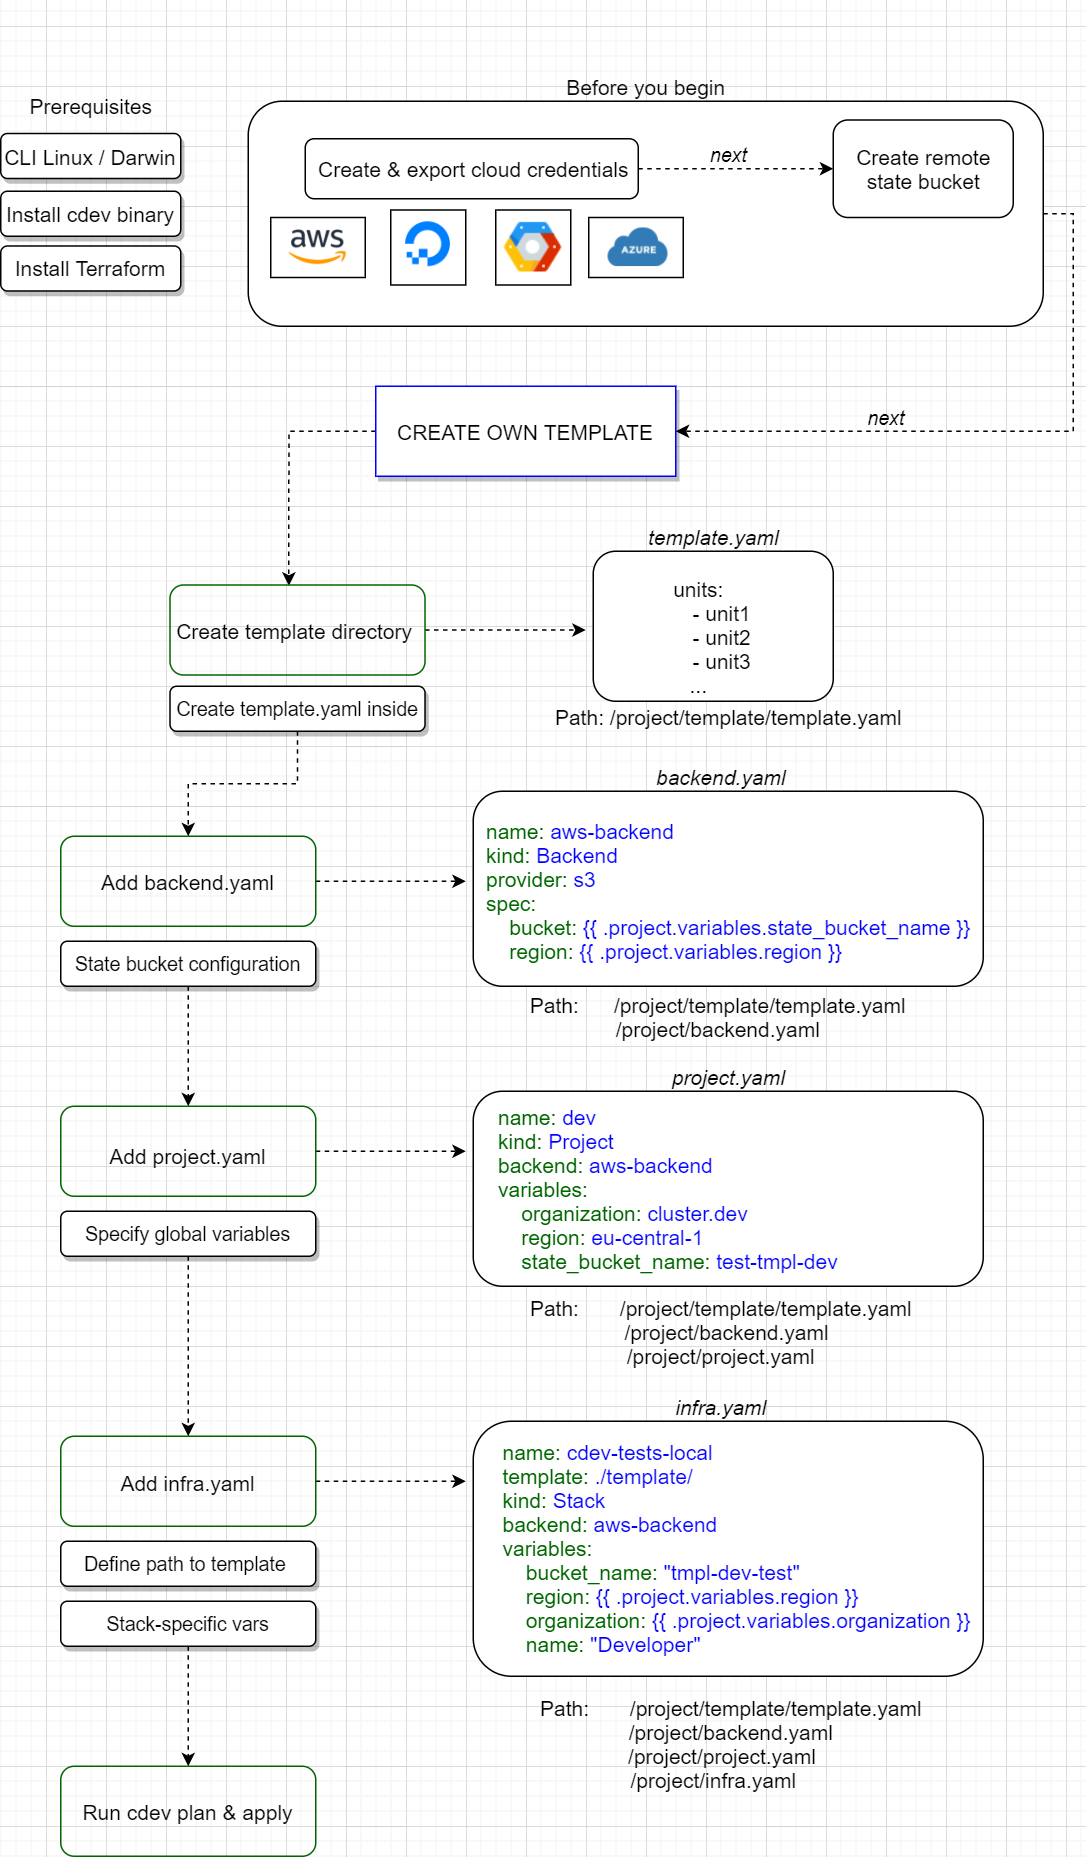 Before you begin
Prerequisites
CLI Linux / Darwin
Install cdev binary
Install Terraform
Create & export cloud credentials
next
Create remote
state bucket
aws
AZURE
next
CREATE OWN TEMPLATE
Create template directory
Create template.yaml inside
template.yaml
units:
- unit1
- unit2
- unit3
...
Path: /project/template/template.yaml
Add backend.yaml
State bucket configuration
backend.yaml
name: aws-backend
kind: Backend
provider: s3
spec:
bucket: {{ .project.variables.state_bucket_name }}
region: {{ .project.variables.region }}
Path: /project/template/template.yaml
/project/backend.yaml
Add project.yaml
Specify global variables
project.yaml
name: dev
kind: Project
backend: aws-backend
variables:
organization: cluster.dev
region: eu-central-1
state_bucket_name: test-tmpl-dev
Path: /project/template/template.yaml
/project/backend.yaml
/project/project.yaml
Add infra.yaml
Define path to template
Stack-specific vars
infra.yaml
name: cdev-tests-local
template: ./template/
kind: Stack
backend: aws-backend
variables:
bucket_name: "tmpl-dev-test"
region: {{ .project.variables.region }}
organization: {{ .project.variables.organization }}
name: "Developer"
Path: /project/template/template.yaml
/project/backend.yaml
/project/project.yaml
/project/infra.yaml
Run cdev plan & apply